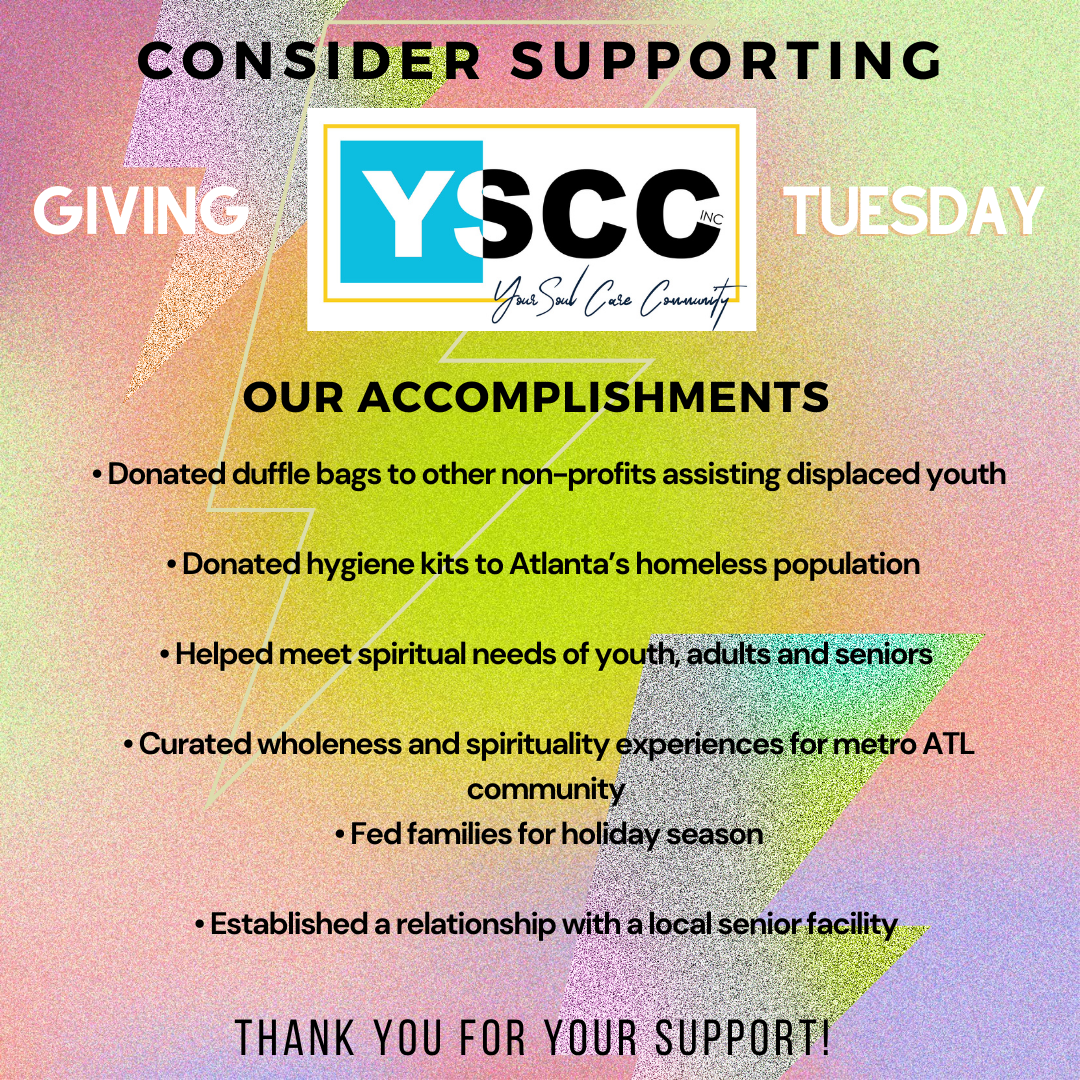 CONSIDER SUPPORTING
GIVING
YSCC INC
Your Soul Care Community
TUESDAY
OUR ACCOMPLISHMENTS
• Donated duffle bags to other non-profits assisting displaced youth
• Donated hygiene kits to Atlanta’s homeless population
• Helped meet spiritual needs of youth, adults and seniors
• Curated wholeness and spirituality experiences for metro ATL
community
• Fed families for holiday season
• Established a relationship with a local senior facility
THANK YOU FOR YOUR SUPPORT!